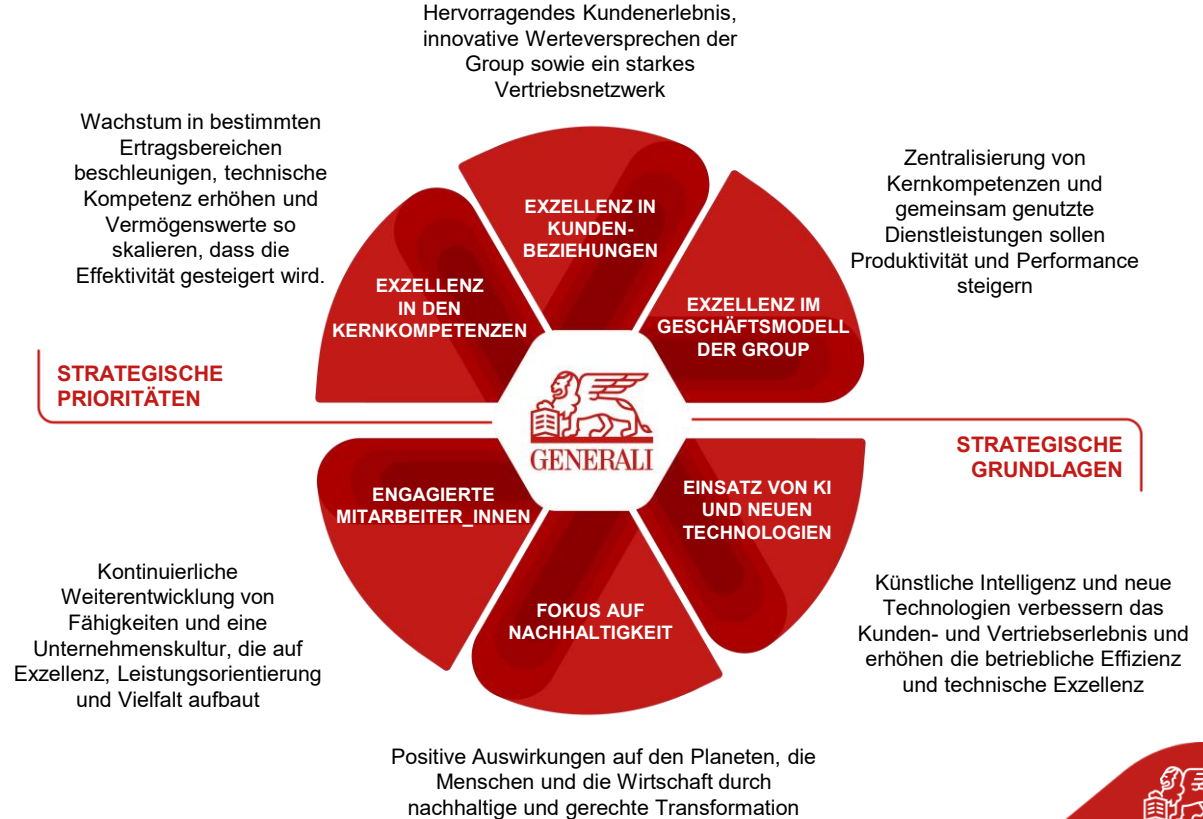 Hervorragendes Kundenerlebnis,
innovative Werteversprechen der
Group sowie ein starkes
Vertriebsnetzwerk
Wachstum in bestimmten
Ertragsbereichen
beschleunigen, technische
Kompetenz erhöhen und
Vermögenswerte so
skalieren, dass die
Effektivität gesteigert wird.
Zentralisierung von
Kernkompetenzen und
gemeinsam genutzte
Dienstleistungen sollen
Produktivität und Performance
steigern
EXZELLENZ IN
KUNDEN-
BEZIEHUNGEN
EXZELLENZ
IN DEN
KERNKOMPETENZEN
EXZELLENZ IM
GESCHÄFTSMODELL
DER GROUP
STRATEGISCHE
PRIORITÄTEN
GENERALI
STRATEGISCHE
GRUNDLAGEN
ENGAGIERTE
MITARBEITER_INNEN
EINSATZ VON KI
UND NEUEN
TECHNOLOGIEN
FOKUS AUF
NACHHALTIGKEIT
Kontinuierliche
Weiterentwicklung von
Fähigkeiten und eine
Unternehmenskultur, die auf
Exzellenz, Leistungsorientierung
und Vielfalt aufbaut
Künstliche Intelligenz und neue
Technologien verbessern das
Kunden- und Vertriebserlebnis und
erhöhen die betriebliche Effizienz
und technische Exzellenz
Positive Auswirkungen auf den Planeten, die
Menschen und die Wirtschaft durch
nachhaltige und gerechte Transformation